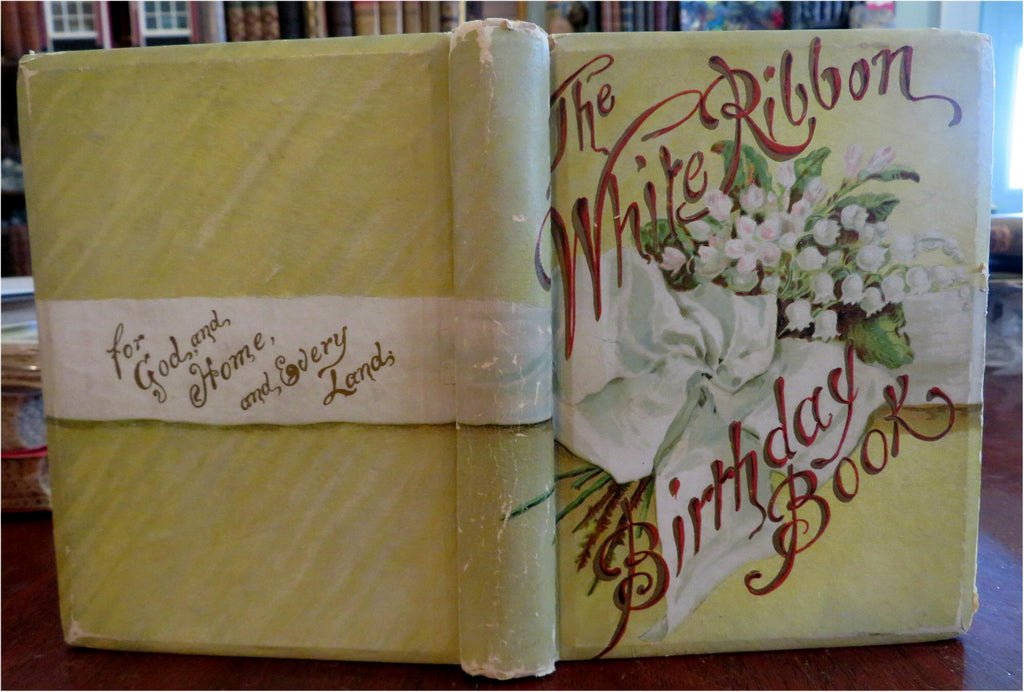 for
God, and
Home,
and Every
Land,
The
White Ribbon
Birthday
Book